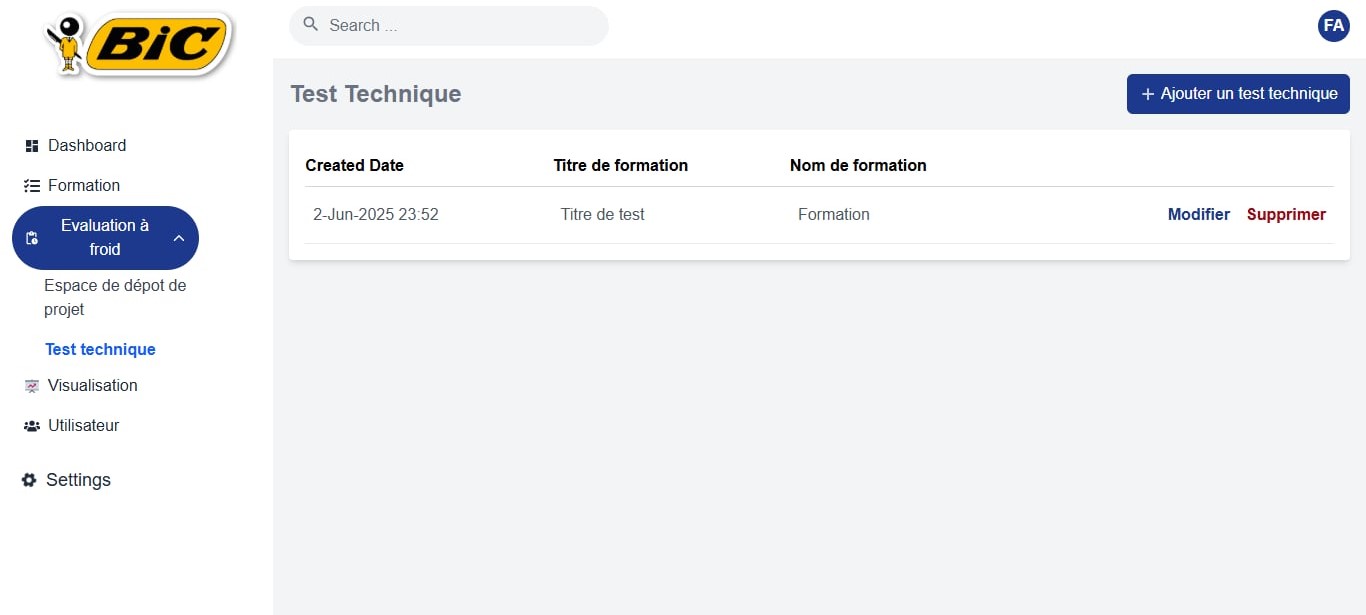 BiC
Search ...
FA
Test Technique
+ Ajouter un test technique
Dashboard
Formation
Evaluation à
froid
Espace de dépot de
projet
Test technique
Visualisation
Utilisateur
Settings
Created Date Titre de formation Nom de formation
2-Jun-2025 23:52 Titre de test Formation Modifier Supprimer